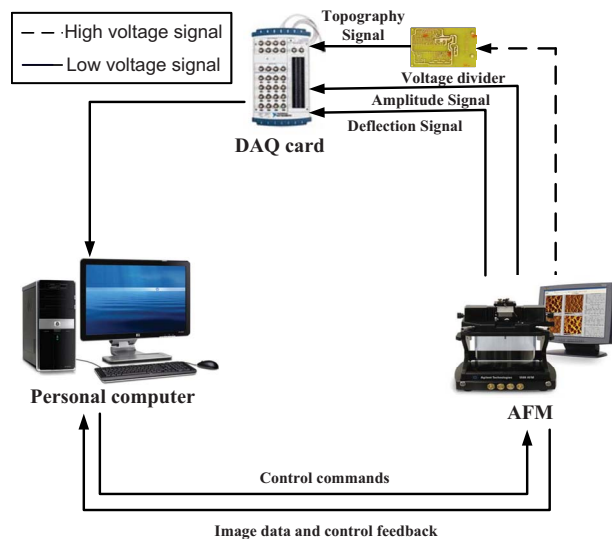 High voltage signal
Low voltage signal
Topography
Signal
Voltage divider
Amplitude Signal
Deflection Signal
DAQ card
Personal computer
AFM
Control commands
Image data and control feedback